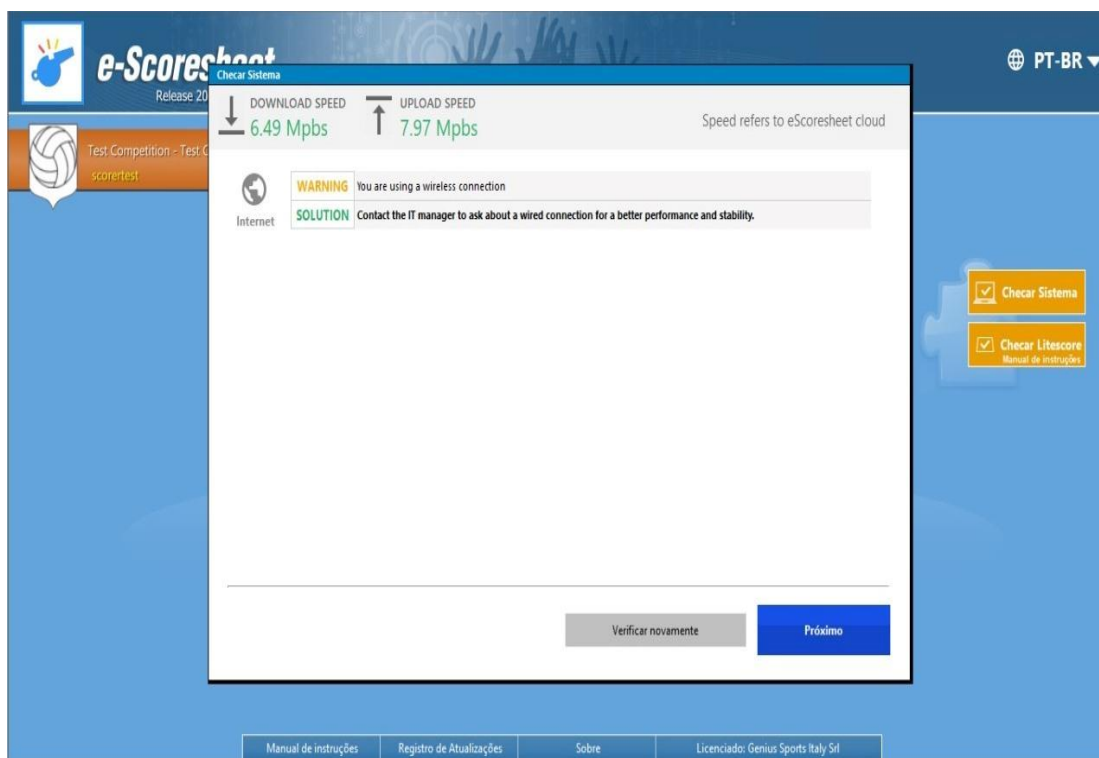 e-Scoresheet
PT-BR
Release 20
Checar Sistema
DOWNLOAD SPEED
6.49 Mpbs
UPLOAD SPEED
7.97 Mpbs
Speed refers to eScoresheet cloud
Test Competition - Test C
scorertest
Internet
WARNING You are using a wireless connection
SOLUTION Contact the IT manager to ask about a wired connection for a better performance and stability.
Checar Sistema
Checar Litescore
Manual de instruções
Verificar novamente
Próximo
Manual de instruções
Registro de Atualizações
Sobre
Licenciado: Genius Sports Italy Srl